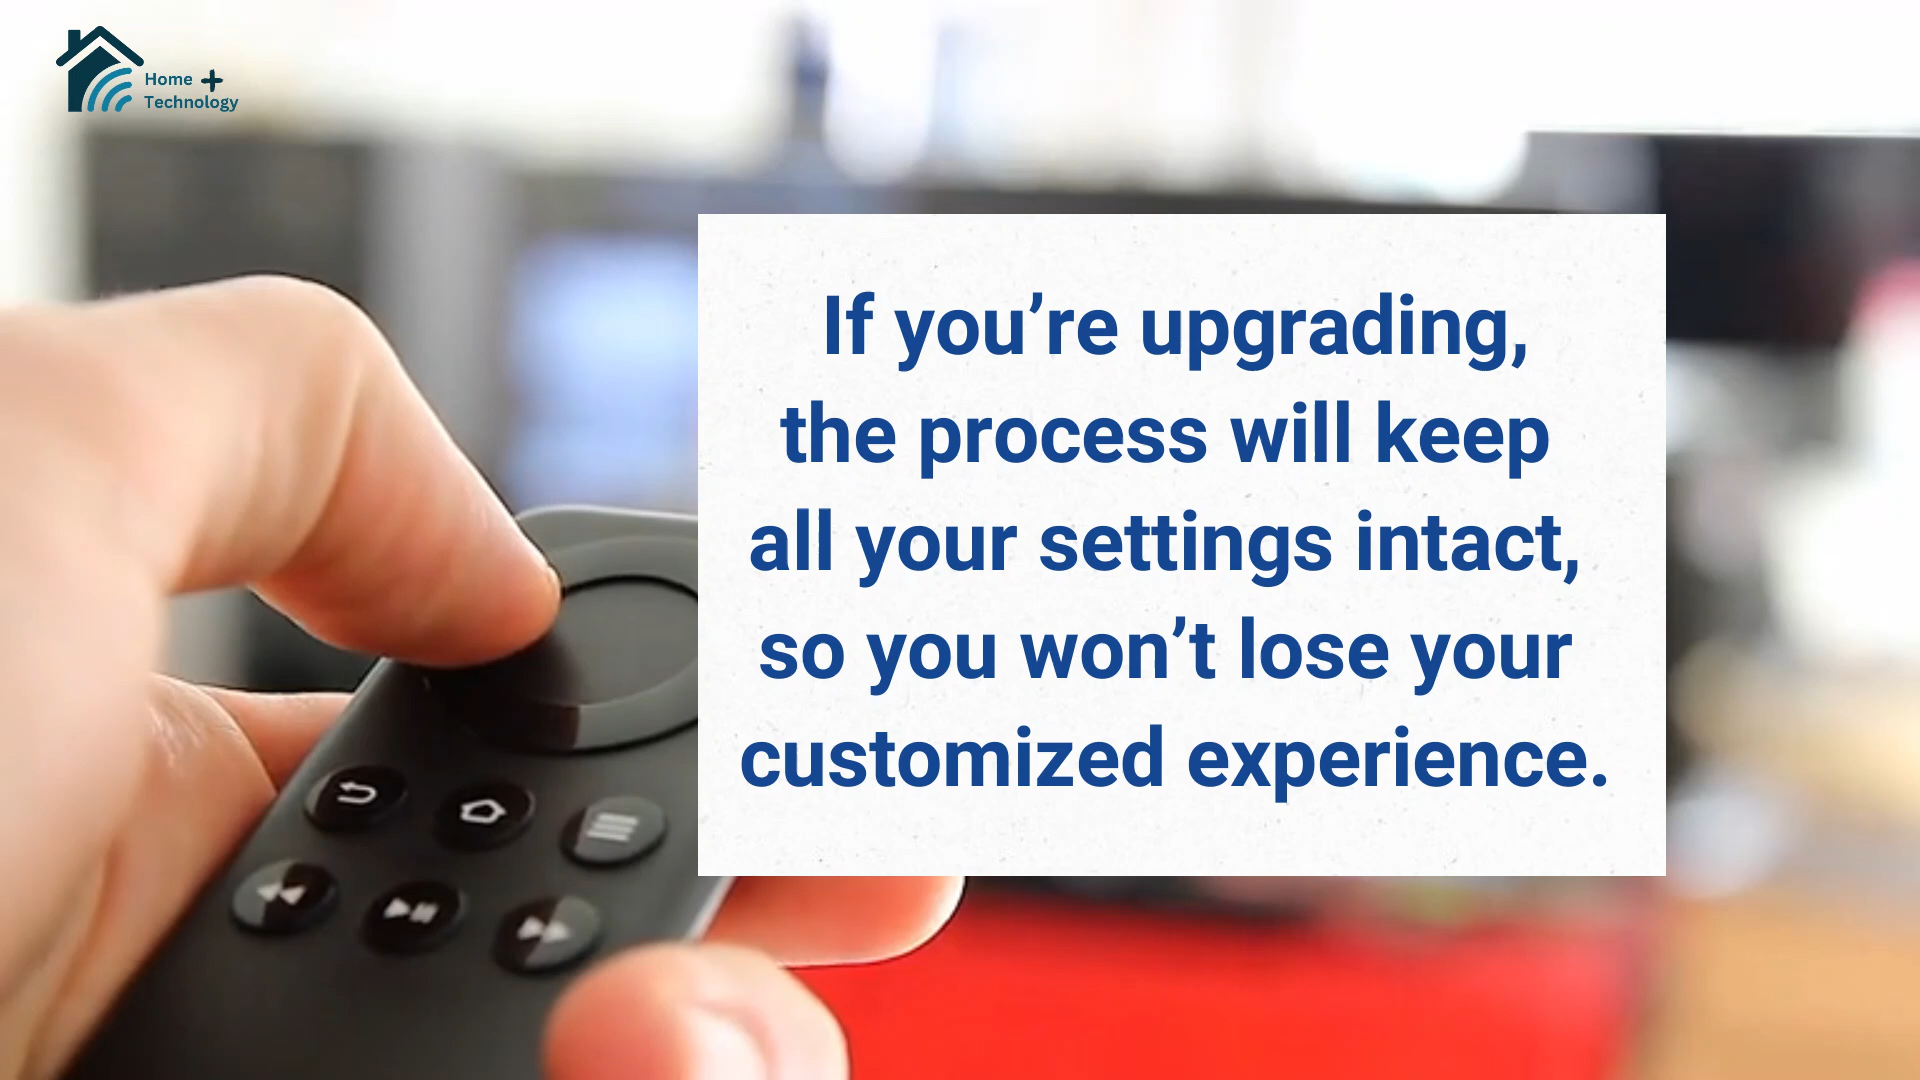 Home +
Technology
If you’re upgrading,
the process will keep
all your settings intact,
so you won’t lose your
customized experience.